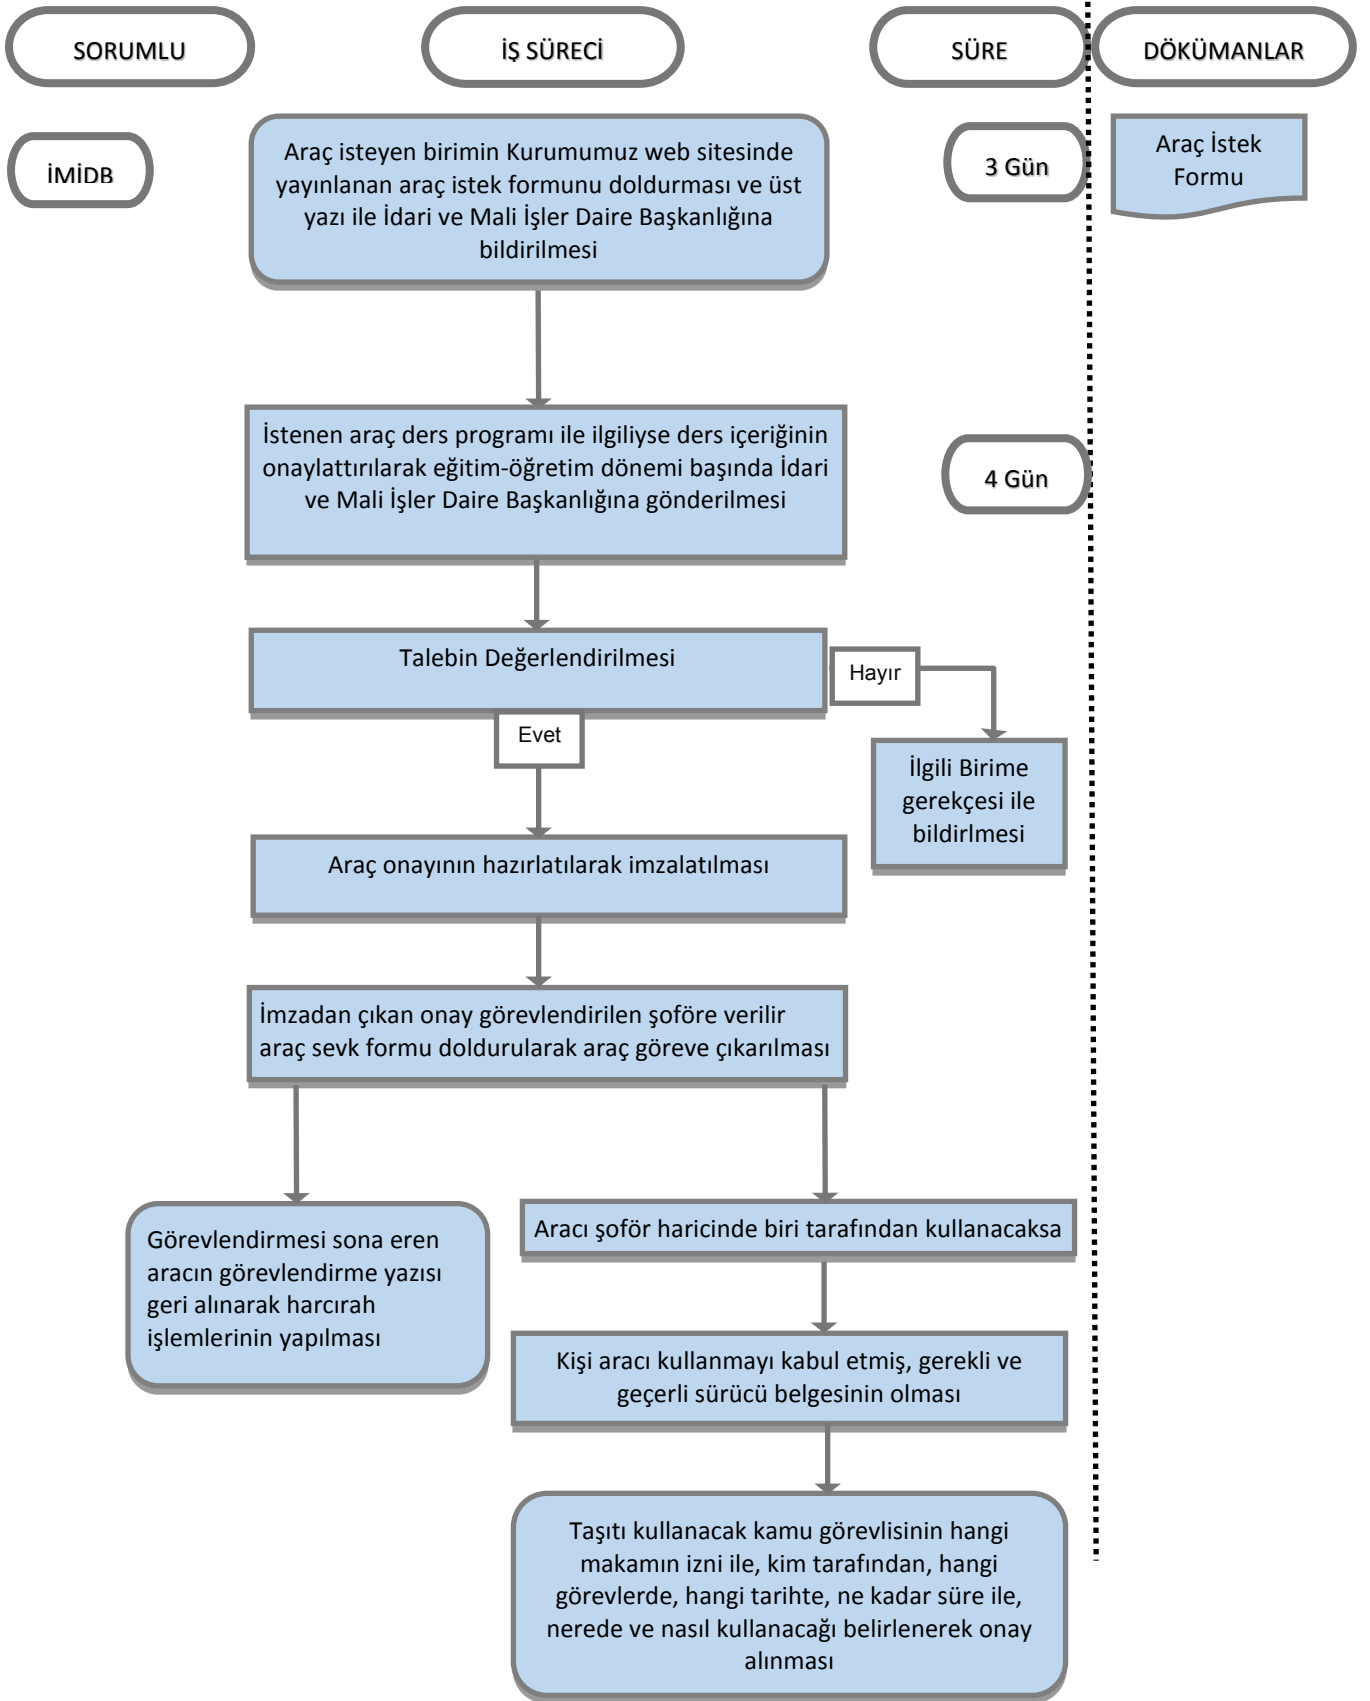 SORUMLU
İŞ SÜRECİ
SÜRE
DÖKÜMANLAR
İMİDB
Araç isteyen birimin Kurumumuz web sitesinde
yayınlanan araç istek formunu doldurması ve üst
yazı ile İdari ve Mali İşler Daire Başkanlığına
bildirilmesi
3 Gün
Araç İstek
Formu
İstenen araç ders programı ile ilgiliyse ders içeriğinin
onaylattırılarak eğitim-öğretim dönemi başında İdari
ve Mali İşler Daire Başkanlığına gönderilmesi
4 Gün
Talebin Değerlendirilmesi
Hayır
Evet
İlgili Birime
gerekçesi ile
bildirlmesi
Araç onayının hazırlatılarak imzalatılması
İmzadan çıkan onay görevlendirilen şoföre verilir
araç sevk formu doldurularak araç göreve çıkarılması
Görevlendirmesi sona eren
aracın görevlendirme yazısı
geri alınarak harcırah
işlemlerinin yapılması
Aracı şoför haricinde biri tarafından kullanacaksa
Kişi aracı kullanmayı kabul etmiş, gerekli ve
geçerli sürücü belgesinin olması
Taşıtı kullanacak kamu görevlisinin hangi
makamın izni ile, kim tarafından, hangi
görevlerde, hangi tarihte, ne kadar süre ile,
nerede ve nasıl kullanacağı belirlenerek onay
alınması